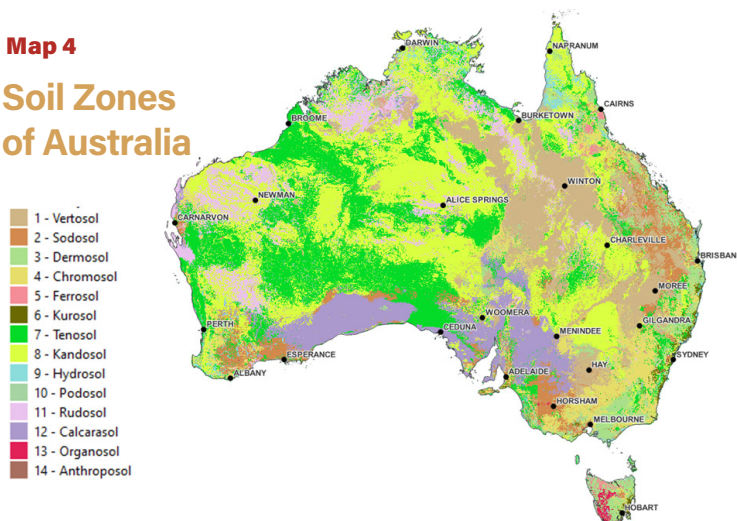 Map 4
Soil Zones
of Australia
1 - Vertosol
2 - Sodosol
3 - Dermosol
4 - Chromosol
5 - Ferrosol
6 - Kurosol
7 - Tenosol
8 - Kandosol
9 - Hydrosol
10 - Podosol
11 - Rudosol
12 - Calcarasol
13 - Organosol
14 - Anthroposol
DARWIN
NAPRANUM
CAIRNS
BROOME
BURKETOWN
WINTON
NEWMAN
ALICE SPRINGS
CARNARVON
CHARLEVILLE
BRISBAN
MOREE
WOOMERA
GILGANDRA
PERTH
CEDUNA
MENINDEE
ESPERANCE
SYDNEY
ALBANY
ADELAIDE
HAY
HORSHAM
MELBOURNE
HOBART